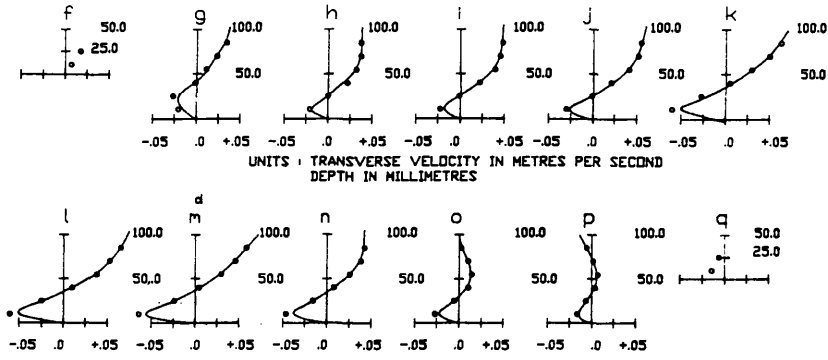 f g h i j k
50.0 100.0 100.0 100.0 100.0 100.0
25.0
50.0 50.0 50.0 50.0 50.0
-.05 .0 +.05 -.05 .0 +.05 -.05 .0 +.05 -.05 .0 +.05 -.05 .0 +.05
UNITS : TRANSVERSE VELOCITY IN METRES PER SECOND
DEPTH IN MILLIMETRES
d
l m n o p q
100.0 100.0 100.0 100.0 100.0 50.0
25.0
50.0 50.0 50.0 50.0 50.0
-.05 .0 +.05 -.05 .0 +.05 -.05 .0 +.05 -.05 .0 +.05 -.05 .0 +.05